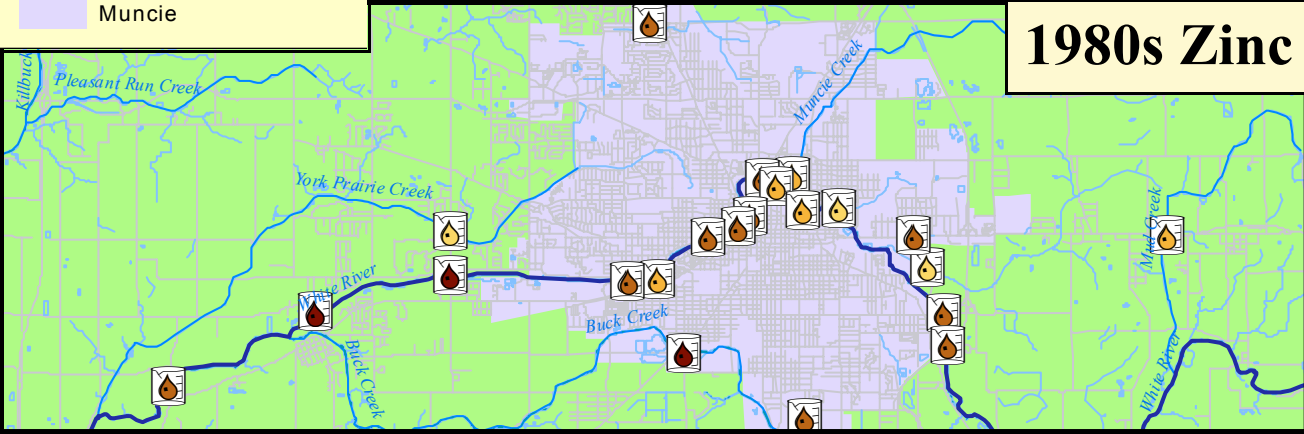 Muncie
1980s Zinc
Killbuck
Pleasant Run Creek
Muncie Creek
York Prairie Creek
Mud Creek
White River
Buck Creek
Buck Creek
White River